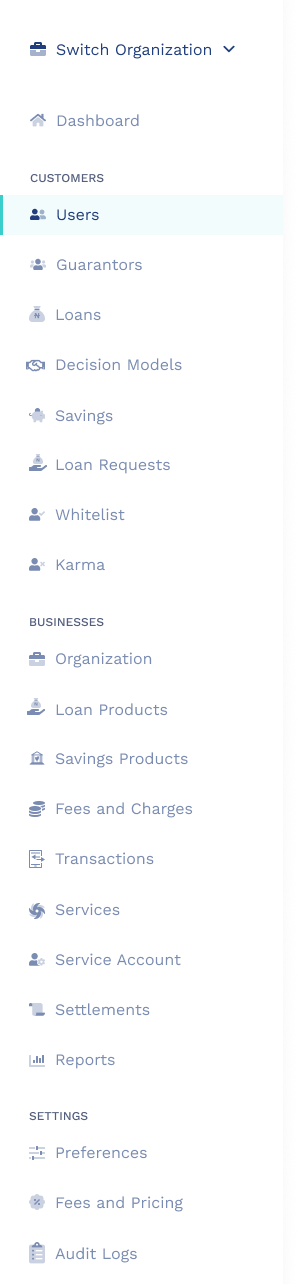 Switch Organization
Dashboard
CUSTOMERS
Users
Guarantors
N
Loans
Decision Models
Savings
Loan Requests
Whitelist
Karma
BUSINESSES
Organization
Loan Products
Savings Products
Fees and Charges
Transactions
Services
Service Account
Settlements
Reports
SETTINGS
Preferences
Fees and Pricing
Audit Logs